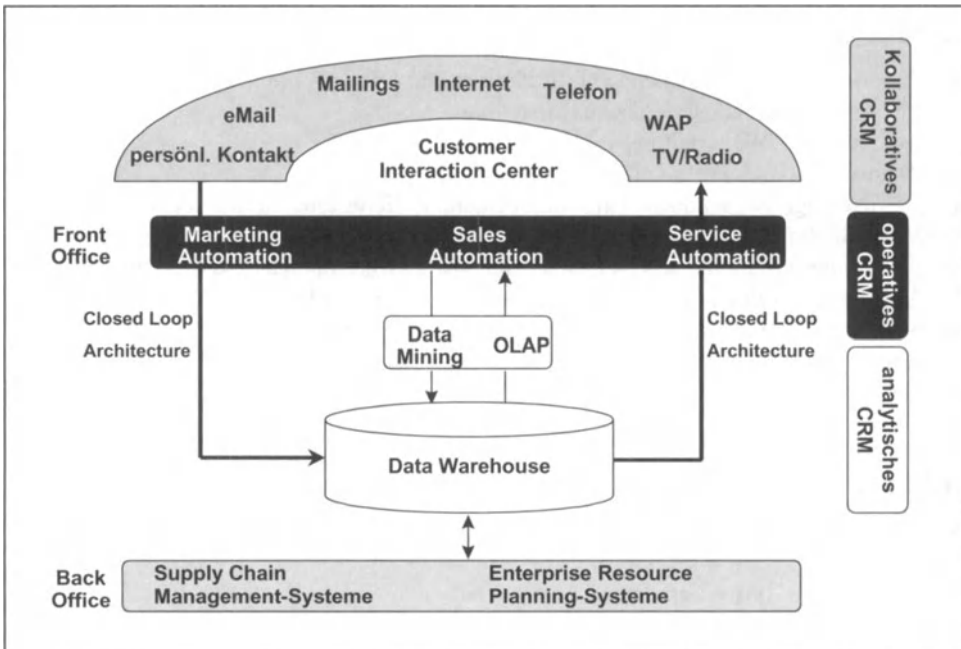 Mailings Internet Telefon
eMail WAP
persönl. Kontakt TV/Radio
Customer
Interaction Center
Front
Office
Marketing
Automation
Sales
Automation
Service
Automation
Closed Loop
Architecture
Data
Mining
OLAP
Closed Loop
Architecture
Data Warehouse
Back
Office
Supply Chain
Management-Systeme
Enterprise Resource
Planning-Systeme
Kollaboratives
CRM
operatives
CRM
analytisches
CRM